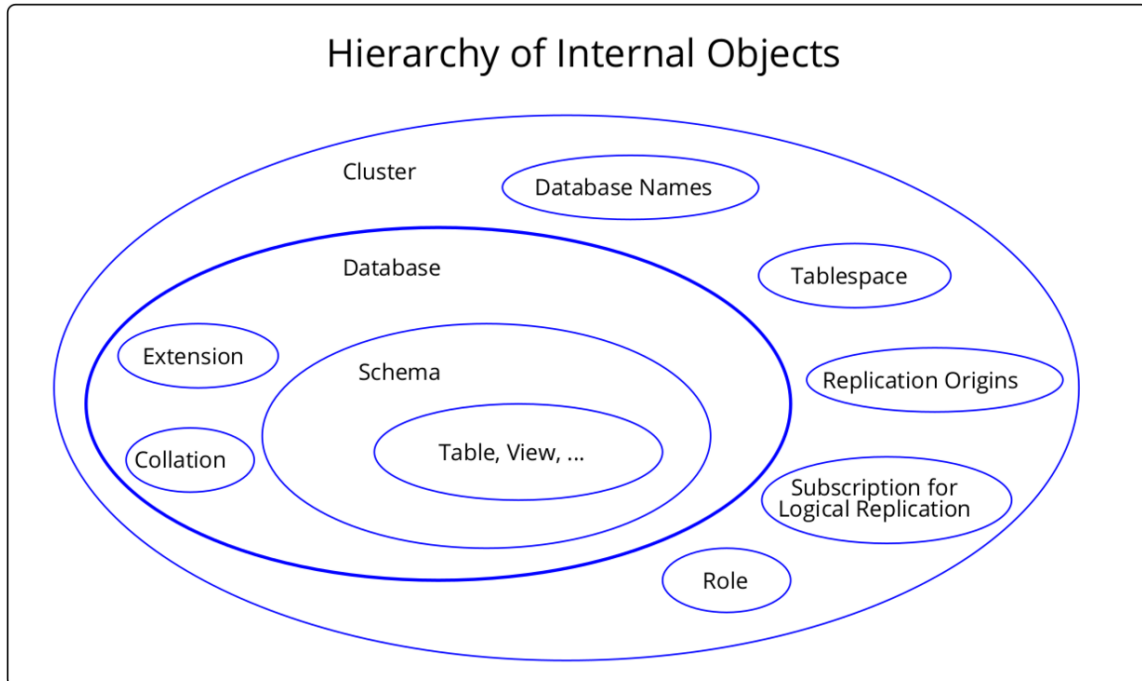 Hierarchy of Internal Objects
Cluster
Database Names
Database
Tablespace
Extension
Schema
Replication Origins
Table, View, ...
Collation
Subscription for
Logical Replication
Role